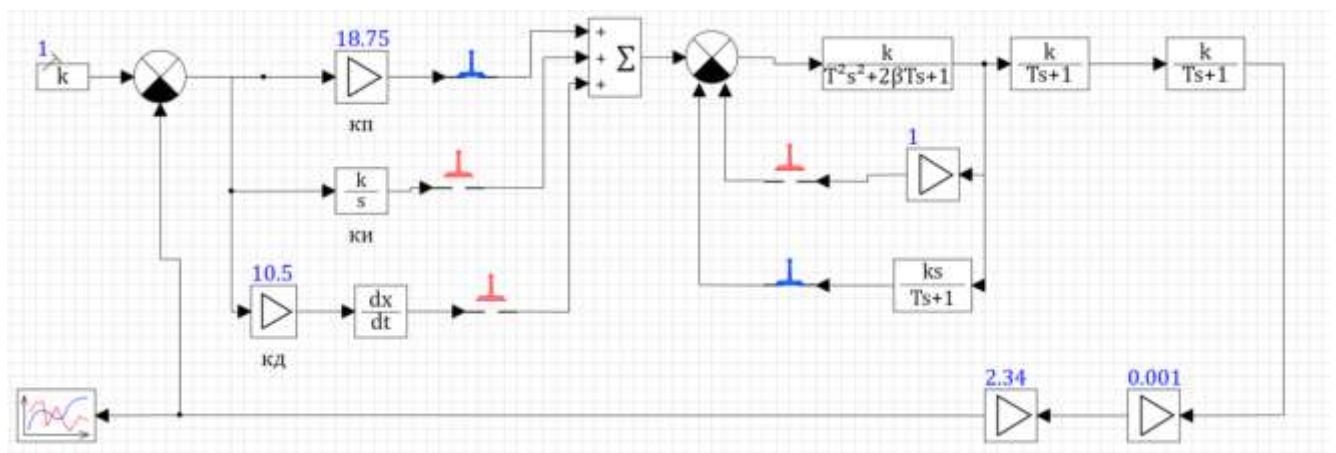 1
k
18.75
кп
k
s
ки
10.5
dx
dt
кд
+
+
+
Σ
k
T²s²+2βTs+1
k
Ts+1
k
Ts+1
1
ks
Ts+1
2.34
0.001